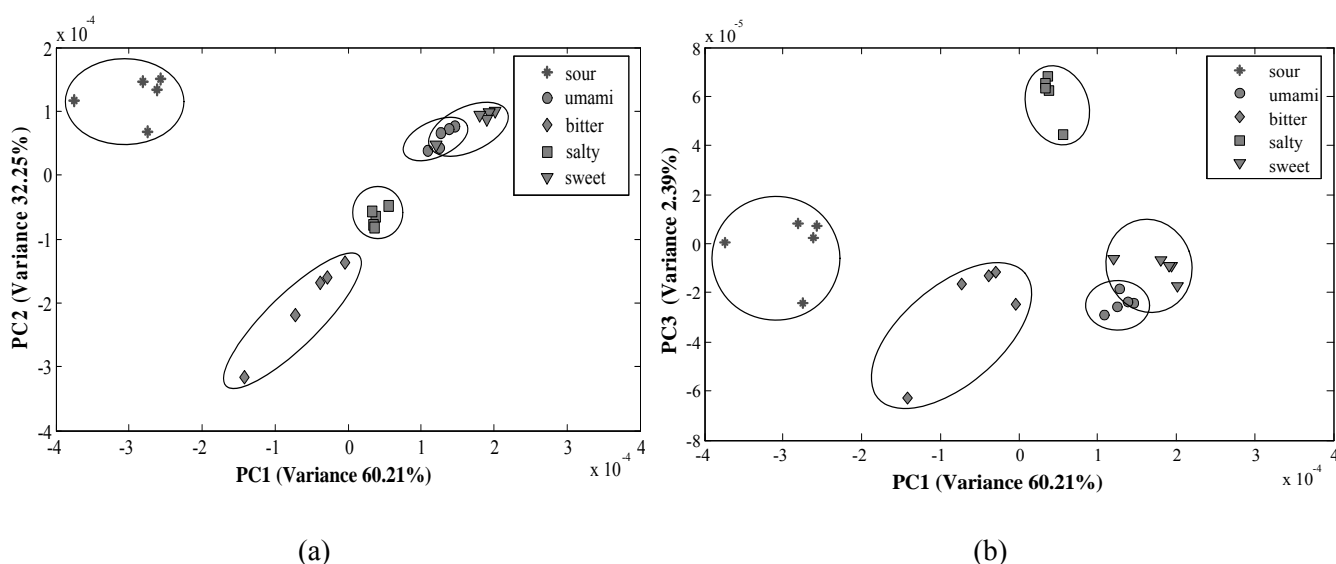 x 10-4
2
1
0
-1
-2
-3
-4
PC2 (Variance 32.25%)
-4 -3 -2 -1 0 1 2 3 4
x 10-4
PC1 (Variance 60.21%)
sour
umami
bitter
salty
sweet
(a)
x 10-5
8
6
4
2
0
-2
-4
-6
-8
PC3 (Variance 2.39%)
-4 -3 -2 -1 0 1 2 3 4
x 10-4
PC1 (Variance 60.21%)
sour
umami
bitter
salty
sweet
(b)